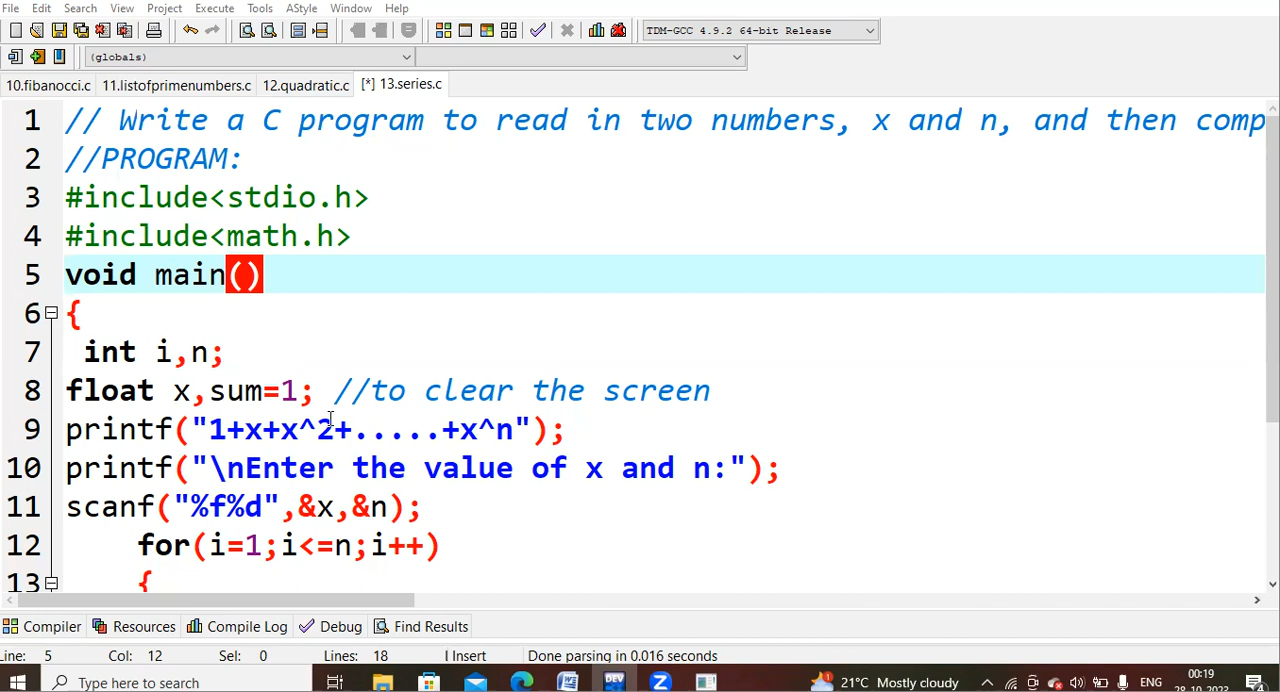 File Edit Search View Project Execute Tools AStyle Window Help
TDM-GCC 4.9.2 64-bit Release
(globals)
10.fibanocci.c 11.listofprimenumbers.c 12.quadratic.c [*] 13.series.c
1 // Write a C program to read in two numbers, x and n, and then comp
2 //PROGRAM:
3 #include<stdio.h>
4 #include<math.h>
5 void main()
6 {
7 int i,n;
8 float x,sum=1; //to clear the screen
9 printf("1+x+x^2+.....+x^n");
10 printf("\nEnter the value of x and n:");
11 scanf("%f%d",&x,&n);
12 for(i=1;i<=n;i++)
13 {
Compiler Resources Compile Log Debug Find Results
Line: 5 Col: 12 Sel: 0 Lines: 18 Insert Done parsing in 0.016 seconds
Type here to search DEV 21°C Mostly cloudy ENG 00:19
28-10-2023